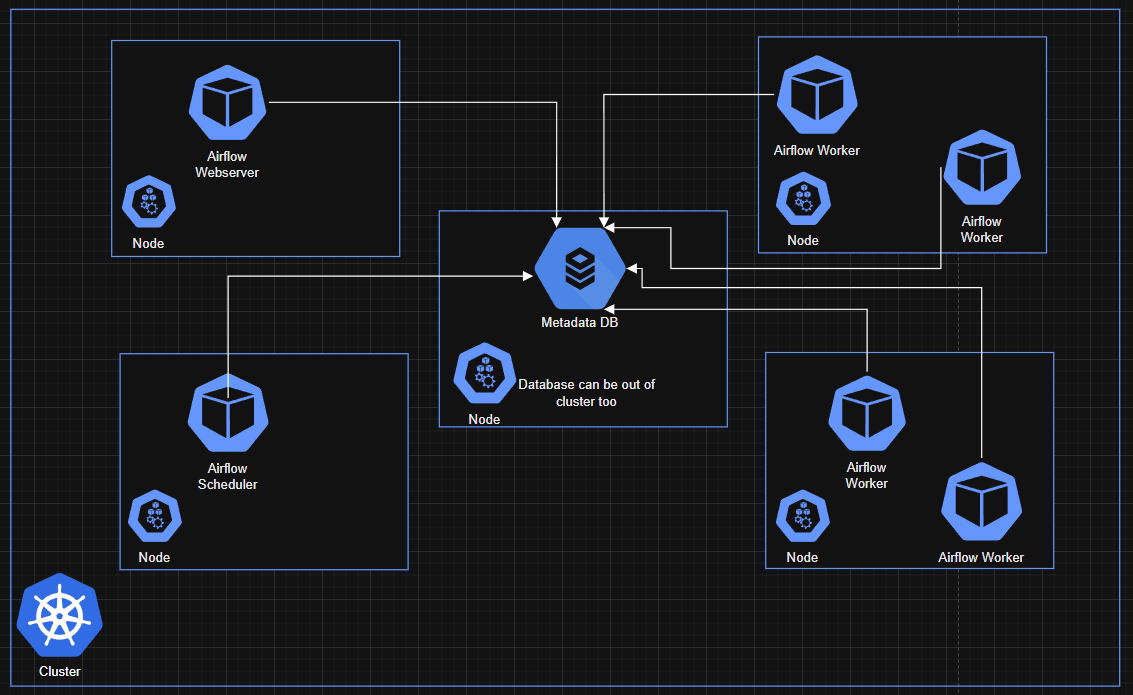 Airflow
Webserver
Node
Airflow Worker
Airflow
Worker
Node
Metadata DB
Database can be out of
cluster too
Node
Airflow
Scheduler
Node
Airflow
Worker
Airflow Worker
Node
Cluster